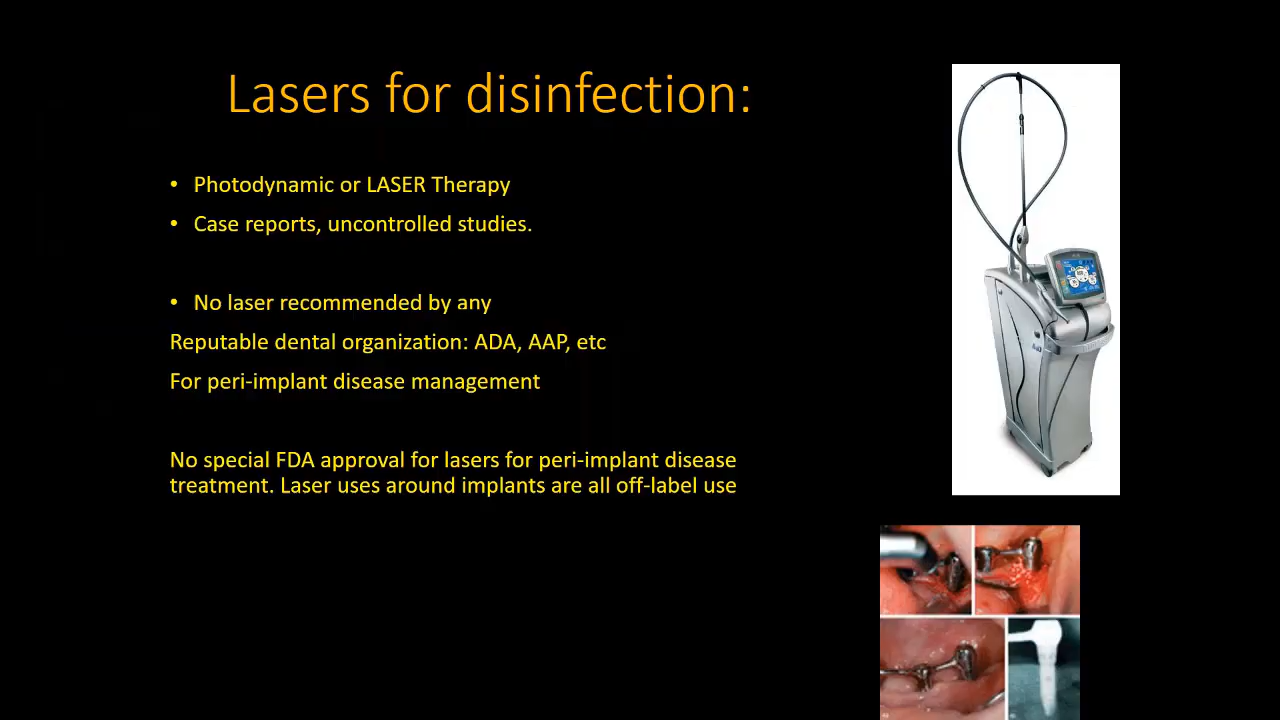 Lasers for disinfection:
• Photodynamic or LASER Therapy
• Case reports, uncontrolled studies.
• No laser recommended by any
Reputable dental organization: ADA, AAP, etc
For peri-implant disease management
No special FDA approval for lasers for peri-implant disease
treatment. Laser uses around implants are all off-label use